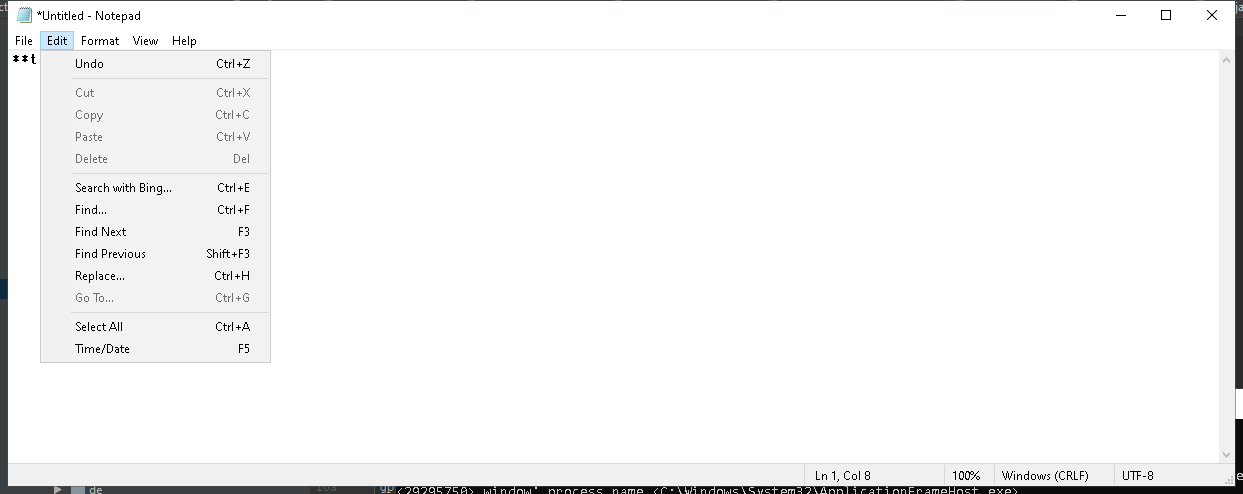 *Untitled - Notepad
File Edit Format View Help
**t
Undo Ctrl+Z
Cut Ctrl+X
Copy Ctrl+C
Paste Ctrl+V
Delete Del
Search with Bing... Ctrl+E
Find... Ctrl+F
Find Next F3
Find Previous Shift+F3
Replace... Ctrl+H
Go To... Ctrl+G
Select All Ctrl+A
Time/Date F5
Ln 1, Col 8 100% Windows (CRLF) UTF-8
de <29295750> window' process name <C:\Windows\System32\ApplicationFrameHost.exe>